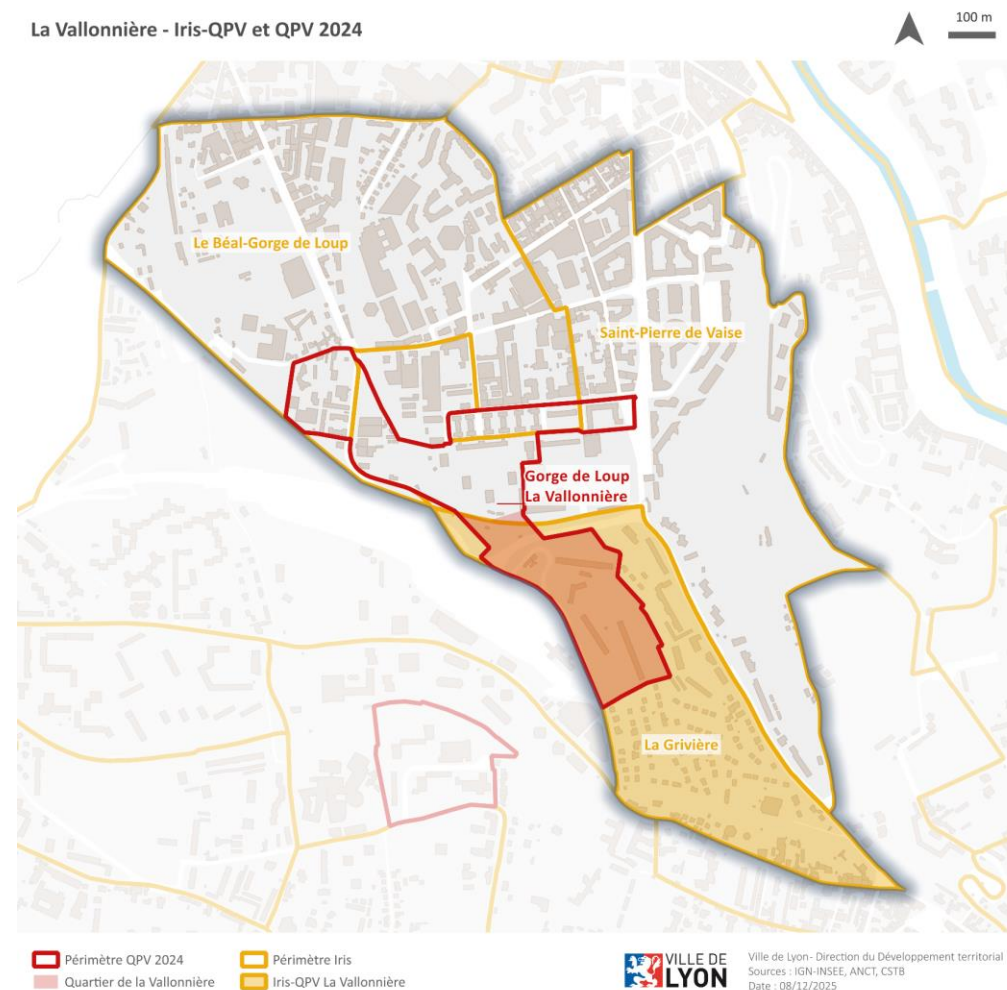 La Vallonnière - Iris-QPV et QPV 2024
100 m
Le Béal-Gorge de Loup
Saint-Pierre de Vaise
Gorge de Loup
La Vallonnière
La Grivière
Périmètre QPV 2024
Quartier de la Vallonnière
Périmètre Iris
Iris-QPV La Vallonnière
VILLE DE
LYON
Ville de Lyon- Direction du Développement territorial
Sources : IGN-INSEE, ANCT, CSTB
Date : 08/12/2025